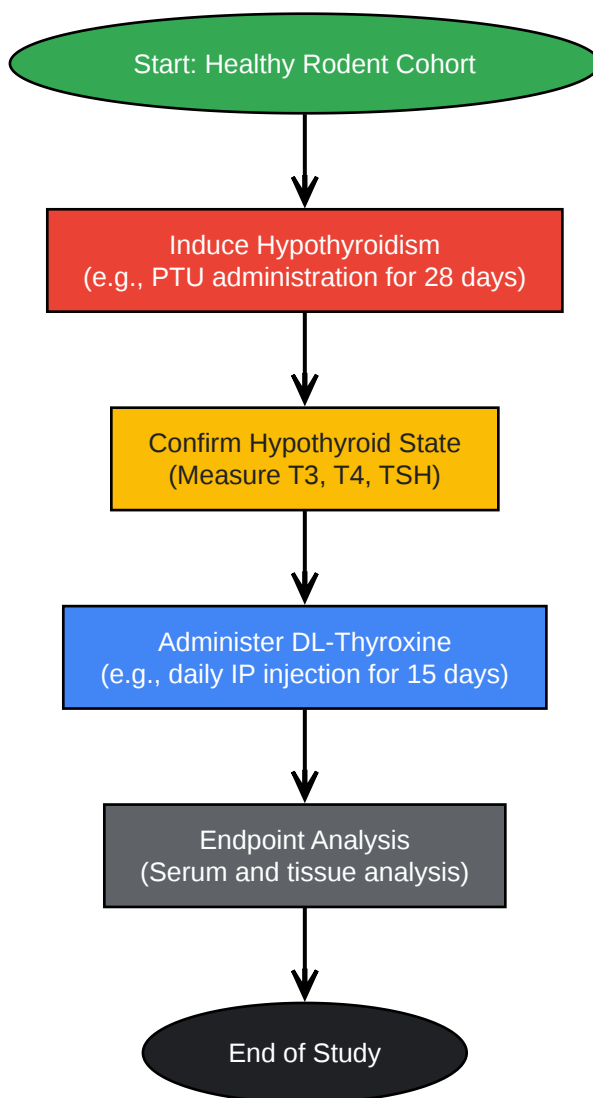 Start: Healthy Rodent Cohort
Induce Hypothyroidism
(e.g., PTU administration for 28 days)
Confirm Hypothyroid State
(Measure T3, T4, TSH)
Administer DL-Thyroxine
(e.g., daily IP injection for 15 days)
Endpoint Analysis
(Serum and tissue analysis)
End of Study